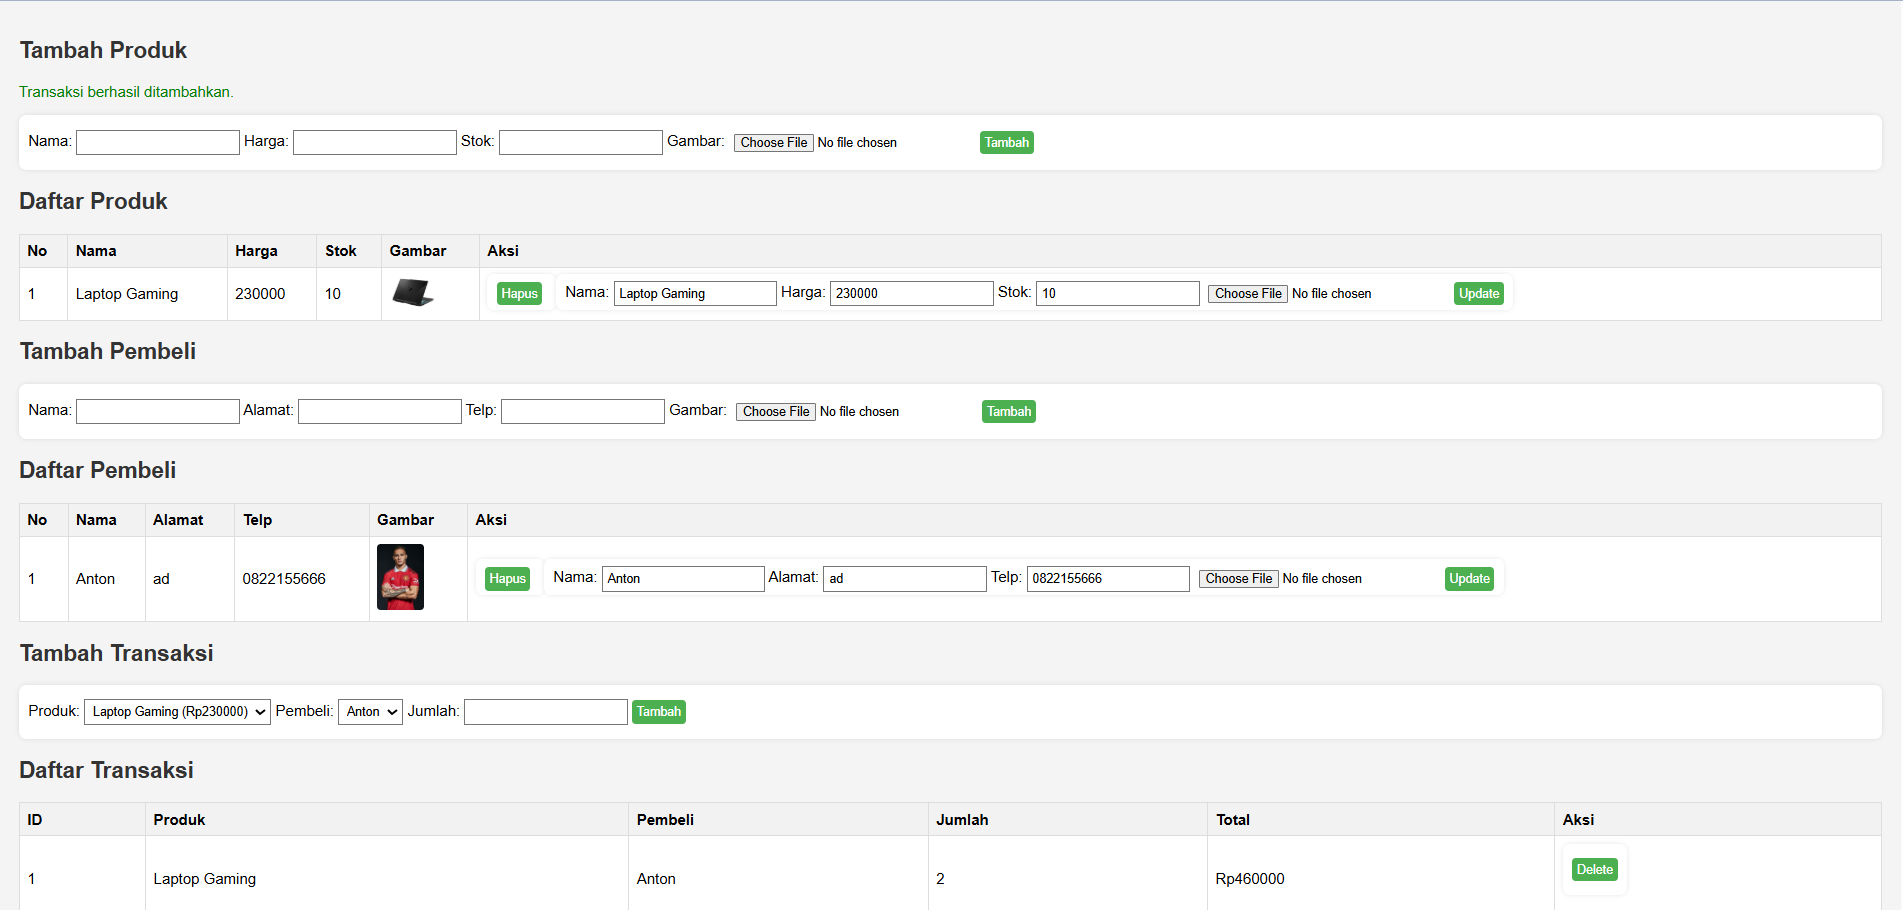 Tambah Produk
Transaksi berhasil ditambahkan.
Nama: Harga: Stok: Gambar: Choose File No file chosen Tambah
Daftar Produk
No Nama Harga Stok Gambar Aksi
1 Laptop Gaming 230000 10 Hapus Nama: Laptop Gaming Harga: 230000 Stok: 10 Choose File No file chosen Update
Tambah Pembeli
Nama: Alamat: Telp: Gambar: Choose File No file chosen Tambah
Daftar Pembeli
No Nama Alamat Telp Gambar Aksi
1 Anton ad 0822155666 Hapus Nama: Anton Alamat: ad Telp: 0822155666 Choose File No file chosen Update
Tambah Transaksi
Produk: Laptop Gaming (Rp230000) Pembeli: Anton Jumlah: Tambah
Daftar Transaksi
ID Produk Pembeli Jumlah Total Aksi
1 Laptop Gaming Anton 2 Rp460000 Delete